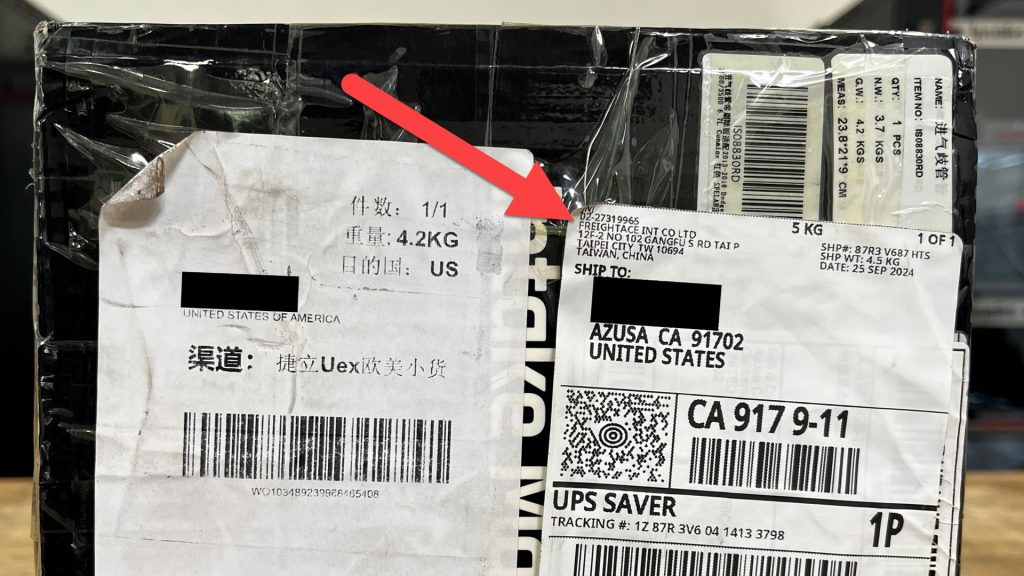 件数： 1/1
重量: 4.2KG
目的国： US
UNITED STATES OF AMERICA
渠道： 捷立Uex欧美小货
WO103489239968465408
take
NAME: 进气歧管
ITEM NO: IS08830RD
QTY: 1 PCS
N.W.: 3.7 KGS
G.W.: 4.2 KGS
MEAS: 23.8*21*9 CM
IS08830RD
02-27319965
FREIGHTACE INT CO LTD
12F-2 NO 102 GANGFU S RD TAI P
TAIPEI CITY TW 10694
TAIWAN, CHINA
5 KG
1 OF 1
SHP#: 87R3 V687 HTS
SHP WT: 4.5 KG
DATE: 25 SEP 2024
SHIP TO:
AZUSA CA 91702
UNITED STATES
CA 917 9-11
UPS SAVER
TRACKING #: 1Z 87R 3V6 04 1413 3798
1P